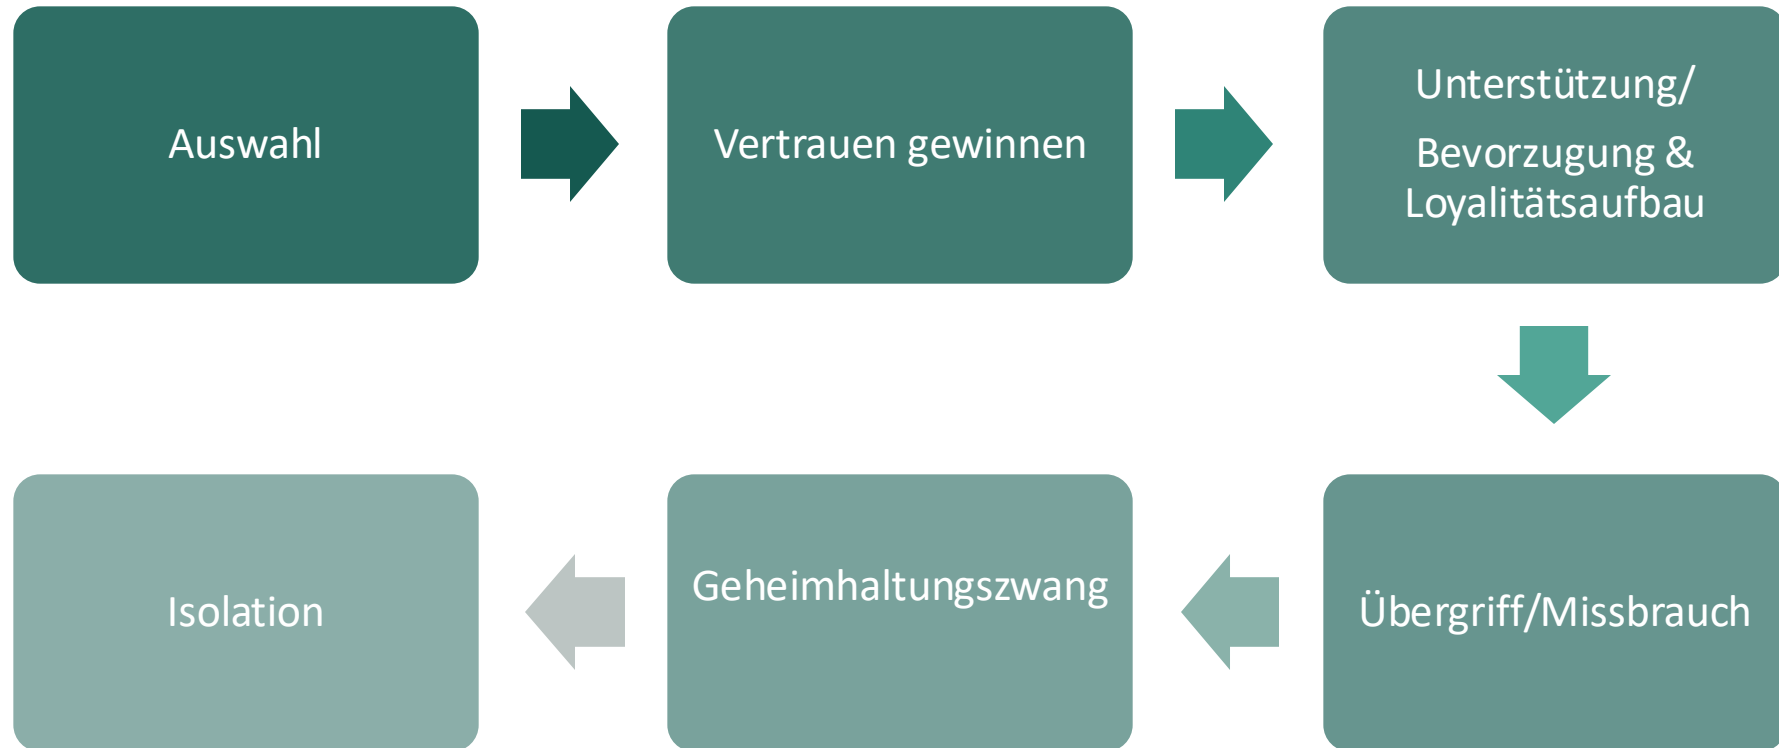 Auswahl
Vertrauen gewinnen
Unterstützung/
Bevorzugung &
Loyalitätsaufbau
Übergriff/Missbrauch
Geheimhaltungszwang
Isolation